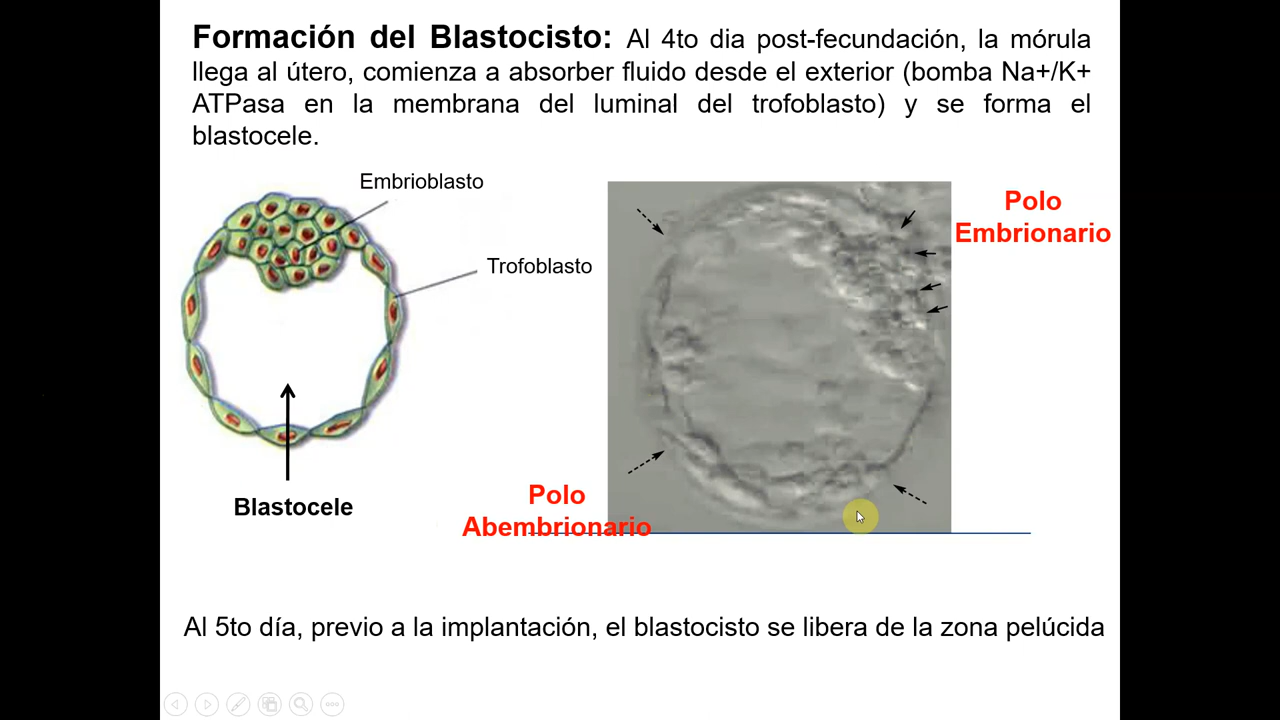 Formación del Blastocisto: Al 4to dia post-fecundación, la mórula
llega al útero, comienza a absorber fluido desde el exterior (bomba Na+/K+
ATPasa en la membrana del luminal del trofoblasto) y se forma el
blastocele.
Embrioblasto
Trofoblasto
Blastocele
Polo
Embrionario
Polo
Abembrionario
Al 5to día, previo a la implantación, el blastocisto se libera de la zona pelúcida